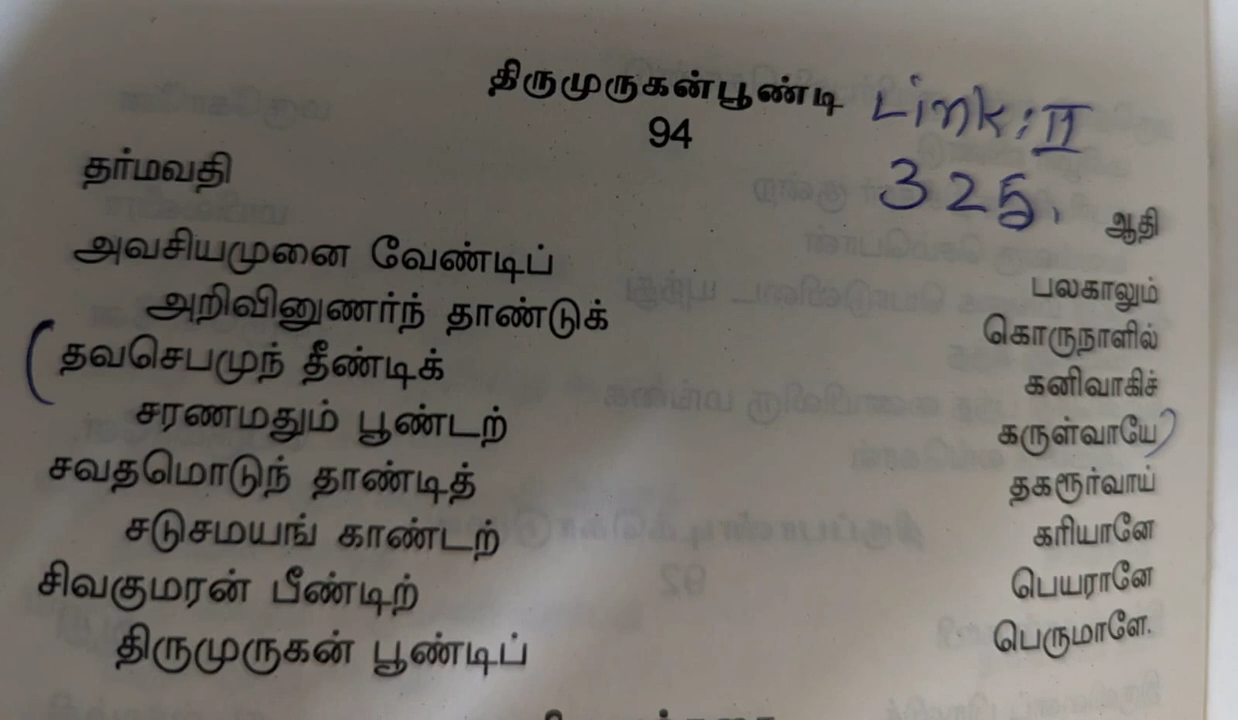 திருமுருகன்பூண்டி Link: II
94 325.
தர்மவதி ஆதி
அவசியமுனை வேண்டிப் பலகாலும்
அறிவினுணர்ந் தாண்டுக் கொருநாளில்
(தவசெபமுந் தீண்டிக் கனிவாகிச்
சரணமதும் பூண்டற் கருள்வாயே)
சவதமொடுந் தாண்டித் தகரூர்வாய்
சடுசமயங் காண்டற் கரியானே
சிவகுமரன் பீண்டிற் பெயரானே
திருமுருகன் பூண்டிப் பெருமாளே.